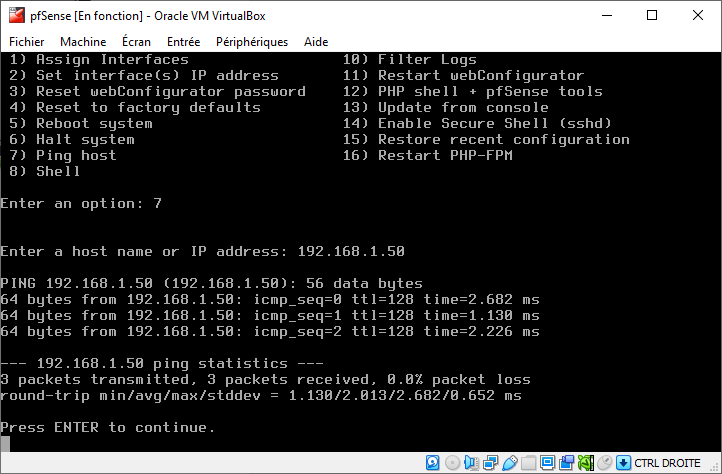 pfSense [En fonction] - Oracle VM VirtualBox
Fichier Machine Écran Entrée Périphériques Aide
1) Assign Interfaces 10) Filter Logs
2) Set interface(s) IP address 11) Restart webConfigurator
3) Reset webConfigurator password 12) PHP shell + pfSense tools
4) Reset to factory defaults 13) Update from console
5) Reboot system 14) Enable Secure Shell (sshd)
6) Halt system 15) Restore recent configuration
7) Ping host 16) Restart PHP-FPM
8) Shell
Enter an option: 7
Enter a host name or IP address: 192.168.1.50
PING 192.168.1.50 (192.168.1.50): 56 data bytes
64 bytes from 192.168.1.50: icmp_seq=0 ttl=128 time=2.682 ms
64 bytes from 192.168.1.50: icmp_seq=1 ttl=128 time=1.130 ms
64 bytes from 192.168.1.50: icmp_seq=2 ttl=128 time=2.226 ms
--- 192.168.1.50 ping statistics ---
3 packets transmitted, 3 packets received, 0.0% packet loss
round-trip min/avg/max/stddev = 1.130/2.013/2.682/0.652 ms
Press ENTER to continue.
CTRL DROITE